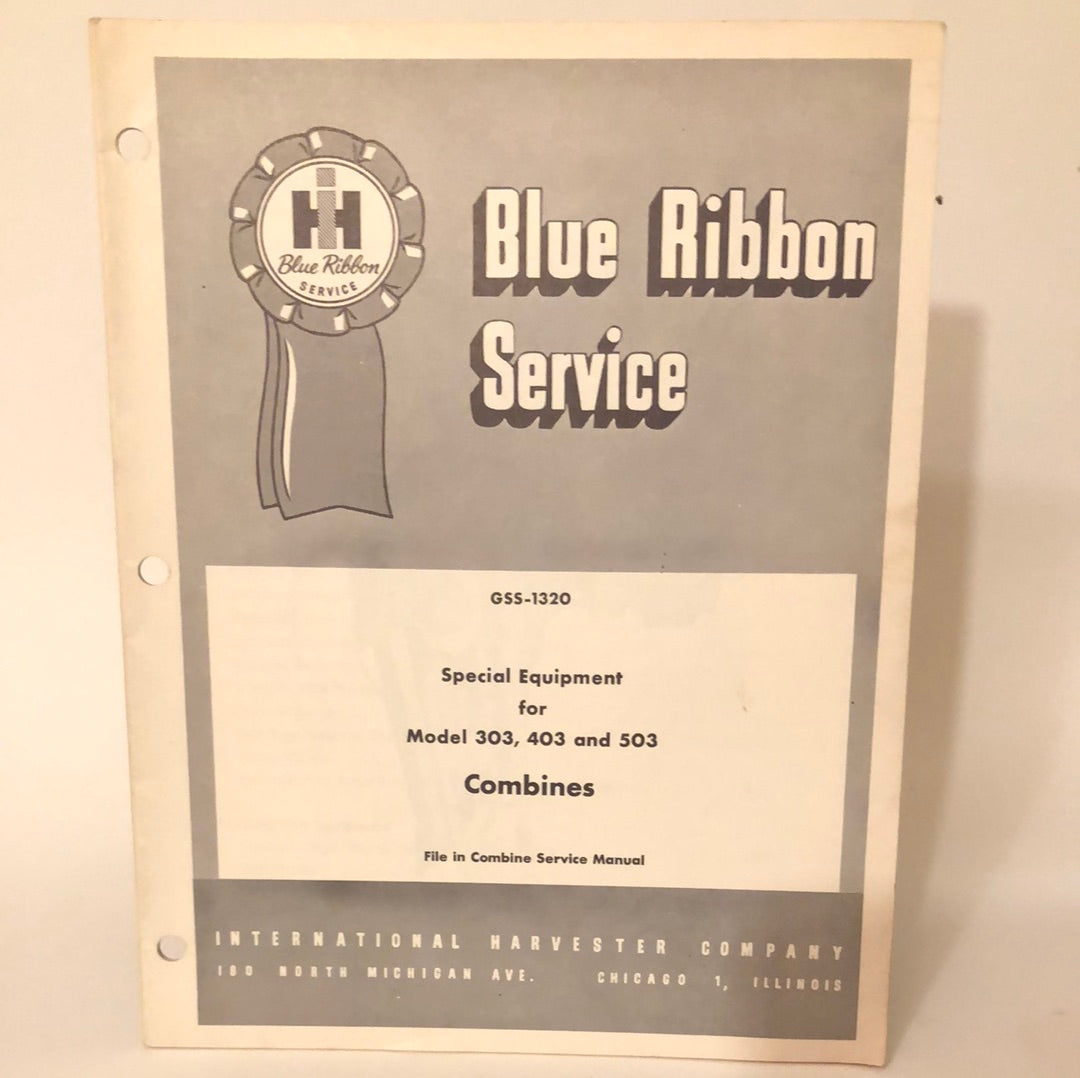 IH
Blue Ribbon
SERVICE
Blue Ribbon
Service
GSS-1320
Special Equipment
for
Model 303, 403 and 503
Combines
File in Combine Service Manual
INTERNATIONAL HARVESTER COMPANY
180 NORTH MICHIGAN AVE. CHICAGO 1, ILLINOIS